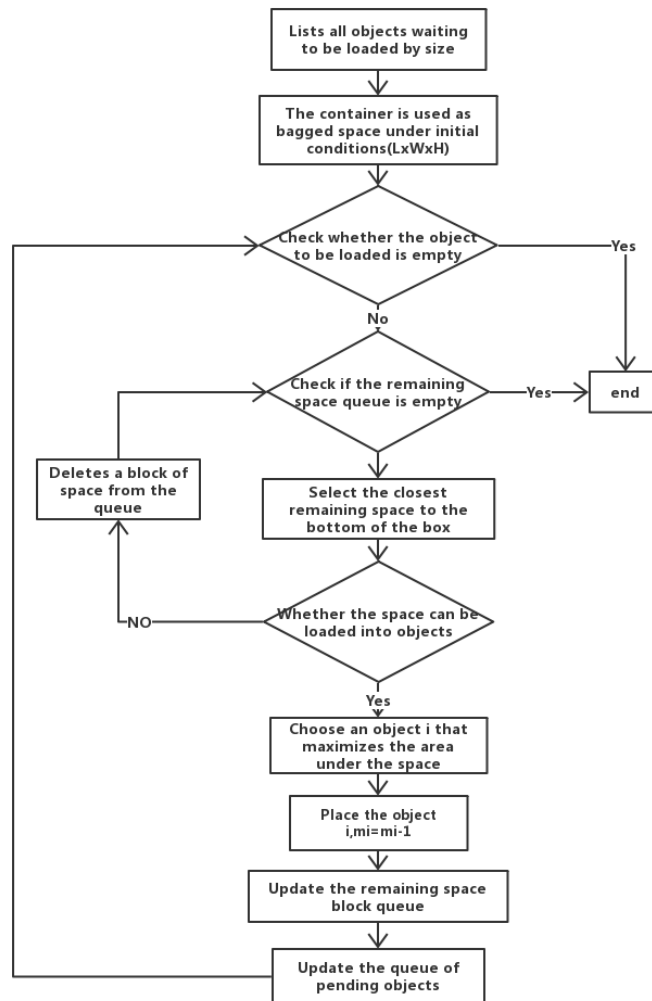 Lists all objects waiting
to be loaded by size
The container is used as
bagged space under initial
conditions(LxWxH)
Check whether the object
to be loaded is empty
Yes
No
Check if the remaining
space queue is empty
Yes
end
Deletes a block of
space from the
queue
Select the closest
remaining space to the
bottom of the box
Whether the space can be
loaded into objects
NO
Yes
Choose an object i that
maximizes the area
under the space
Place the object
i,mi=mi-1
Update the remaining space
block queue
Update the queue of
pending objects